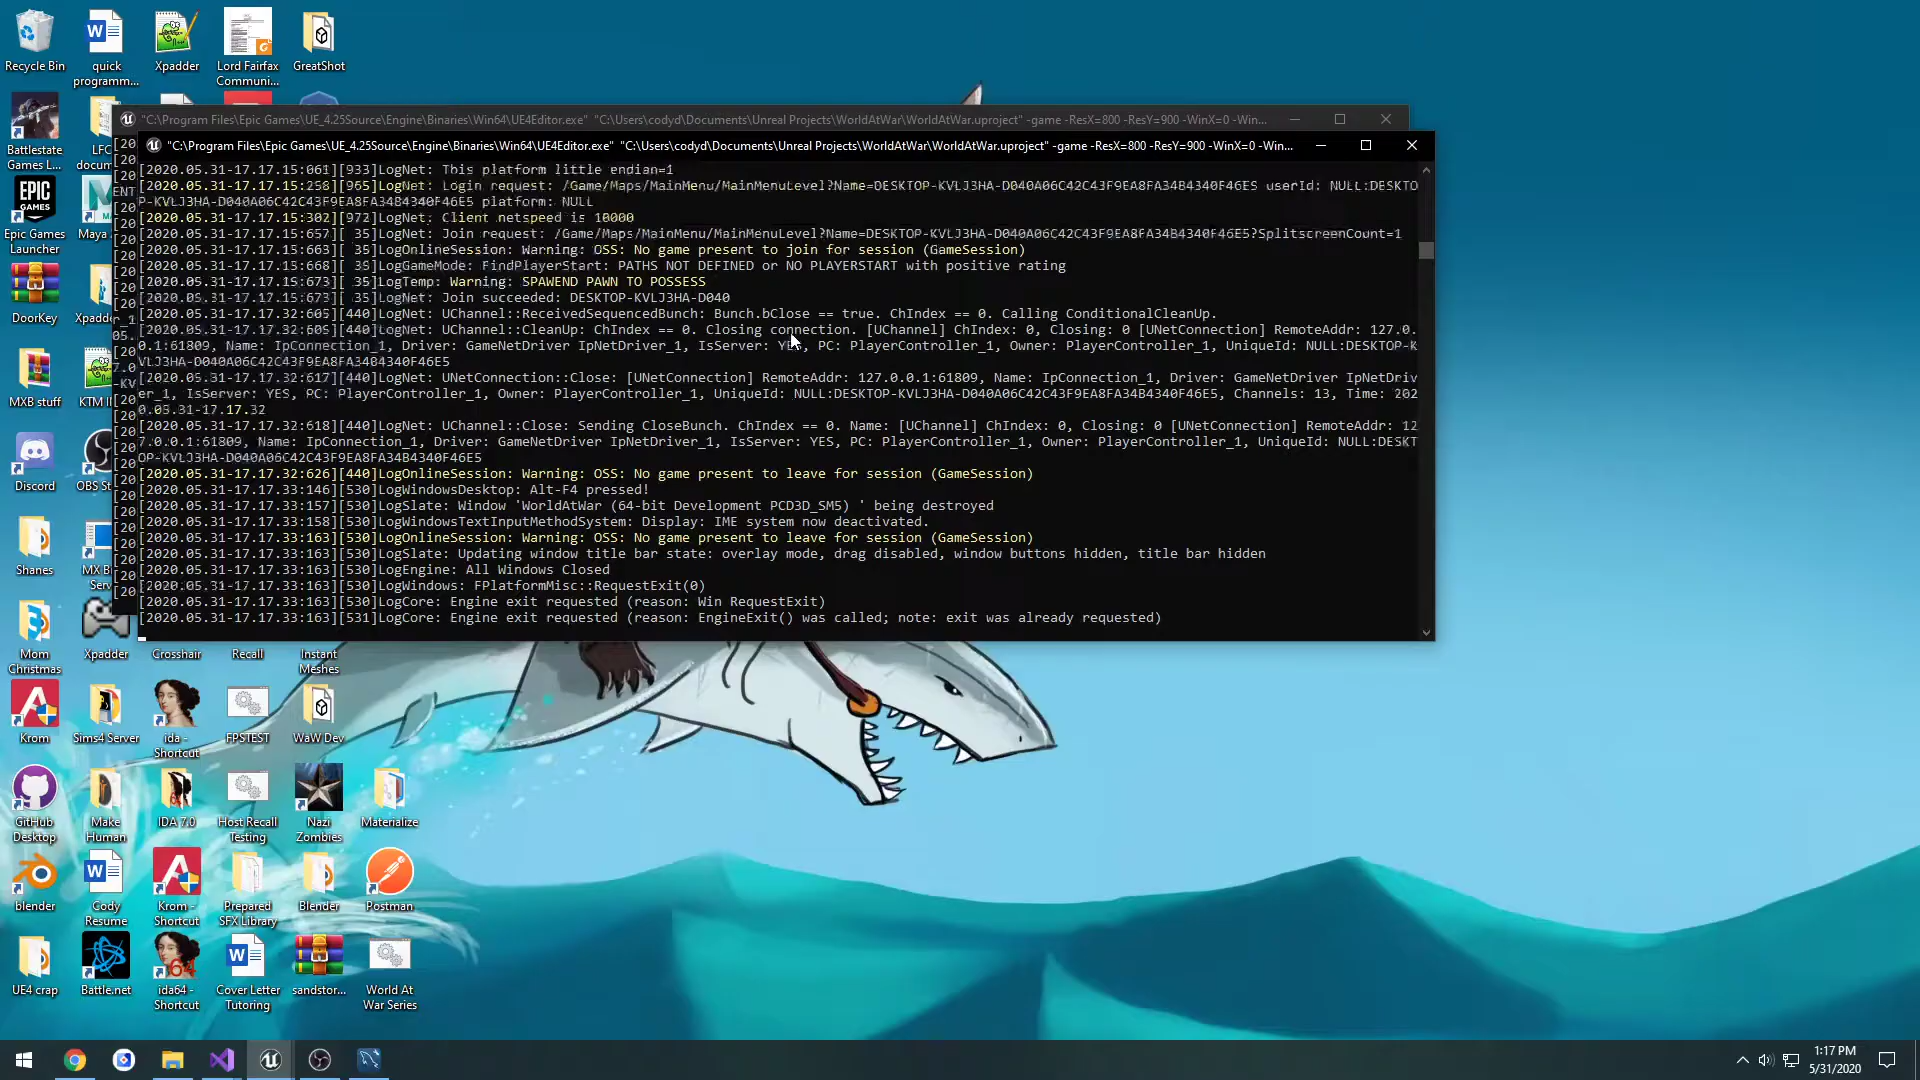 Recycle Bin
quick
programm...
Xpadder
Lord Fairfax
Communi...
GreatShot
"C:\Program Files\Epic Games\UE_4.25Source\Engine\Binaries\Win64\UE4Editor.exe" "C:\Users\codyd\Documents\Unreal Projects\WorldAtWar\WorldAtWar.uproject" -game -ResX=800 -ResY=900 -WinX=0 -Win...
"C:\Program Files\Epic Games\UE_4.25Source\Engine\Binaries\Win64\UE4Editor.exe" "C:\Users\codyd\Documents\Unreal Projects\WorldAtWar\WorldAtWar.uproject" -game -ResX=800 -ResY=900 -WinX=0 -Win...
[2020.05.31-17.17.15:061][933]LogNet: This platform little endian=1
[2020.05.31-17.17.15:258][965]LogNet: Login request: /Game/Maps/MainMenu/MainMenuLevel?Name=DESKTOP-KVLJ3HA-D040A06C42C43F9EA8FA34B4340F46E5 userId: NULL:DESKTO
P-KVLJ3HA-D040A06C42C43F9EA8FA34B4340F46E5 platform: NULL
[2020.05.31-17.17.15:302][972]LogNet: Client netspeed is 10000
[2020.05.31-17.17.15:657][ 35]LogNet: Join request: /Game/Maps/MainMenu/MainMenuLevel?Name=DESKTOP-KVLJ3HA-D040A06C42C43F9EA8FA34B4340F46E5?SplitscreenCount=1
[2020.05.31-17.17.15:663][ 35]LogOnlineSession: Warning: OSS: No game present to join for session (GameSession)
[2020.05.31-17.17.15:668][ 35]LogGameMode: FindPlayerStart: PATHS NOT DEFINED or NO PLAYERSTART with positive rating
[2020.05.31-17.17.15:673][ 35]LogTemp: Warning: SPAWEND PAWN TO POSSESS
[2020.05.31-17.17.15:673][ 35]LogNet: Join succeeded: DESKTOP-KVLJ3HA-D040
[2020.05.31-17.17.32:605][440]LogNet: UChannel::ReceivedSequencedBunch: Bunch.bClose == true. ChIndex == 0. Calling ConditionalCleanUp.
[2020.05.31-17.17.32:605][440]LogNet: UChannel::CleanUp: ChIndex == 0. Closing connection. [UChannel] ChIndex: 0, Closing: 0 [UNetConnection] RemoteAddr: 127.0.
0.1:61809, Name: IpConnection_1, Driver: GameNetDriver IpNetDriver_1, IsServer: YES, PC: PlayerController_1, Owner: PlayerController_1, UniqueId: NULL:DESKTOP-K
VLJ3HA-D040A06C42C43F9EA8FA34B4340F46E5
[2020.05.31-17.17.32:617][440]LogNet: UNetConnection::Close: [UNetConnection] RemoteAddr: 127.0.0.1:61809, Name: IpConnection_1, Driver: GameNetDriver IpNetDriv
er_1, IsServer: YES, PC: PlayerController_1, Owner: PlayerController_1, UniqueId: NULL:DESKTOP-KVLJ3HA-D040A06C42C43F9EA8FA34B4340F46E5, Channels: 13, Time: 202
0.05.31-17.17.32
[2020.05.31-17.17.32:618][440]LogNet: UChannel::Close: Sending CloseBunch. ChIndex == 0. Name: [UChannel] ChIndex: 0, Closing: 0 [UNetConnection] RemoteAddr: 12
7.0.0.1:61809, Name: IpConnection_1, Driver: GameNetDriver IpNetDriver_1, IsServer: YES, PC: PlayerController_1, Owner: PlayerController_1, UniqueId: NULL:DESKT
OP-KVLJ3HA-D040A06C42C43F9EA8FA34B4340F46E5
[2020.05.31-17.17.32:626][440]LogOnlineSession: Warning: OSS: No game present to leave for session (GameSession)
[2020.05.31-17.17.33:146][530]LogWindowsDesktop: Alt-F4 pressed!
[2020.05.31-17.17.33:157][530]LogSlate: Window 'WorldAtWar (64-bit Development PCD3D_SM5) ' being destroyed
[2020.05.31-17.17.33:158][530]LogWindowsTextInputMethodSystem: Display: IME system now deactivated.
[2020.05.31-17.17.33:163][530]LogOnlineSession: Warning: OSS: No game present to leave for session (GameSession)
[2020.05.31-17.17.33:163][530]LogSlate: Updating window title bar state: overlay mode, drag disabled, window buttons hidden, title bar hidden
[2020.05.31-17.17.33:163][530]LogEngine: All Windows Closed
[2020.05.31-17.17.33:163][530]LogWindows: FPlatformMisc::RequestExit(0)
[2020.05.31-17.17.33:163][530]LogCore: Engine exit requested (reason: Win RequestExit)
[2020.05.31-17.17.33:163][531]LogCore: Engine exit requested (reason: EngineExit() was called; note: exit was already requested)
Battlestate
Games L...
LFC
docum
EPIC
GAMES
Epic Games
Launcher
Maya
DoorKey
Xpadde
MXB stuff
KTM
Discord
OBS St
Shanes
MX B
Serv
Mom
Christmas
Xpadder
Crosshair
Recall
Instant
Meshes
Krom
Sims4 Server
ida -
Shortcut
FPSTEST
WaW Dev
GitHub
Desktop
Make
Human
IDA 7.0
Host Recall
Testing
Nazi
Zombies
Materialize
blender
Cody
Resume
Krom -
Shortcut
Prepared
SFX Library
Blender
Postman
UE4 crap
Battle.net
64
ida64 -
Shortcut
Cover Letter
Tutoring
sandstor...
World At
War Series
1:17 PM
5/31/2020